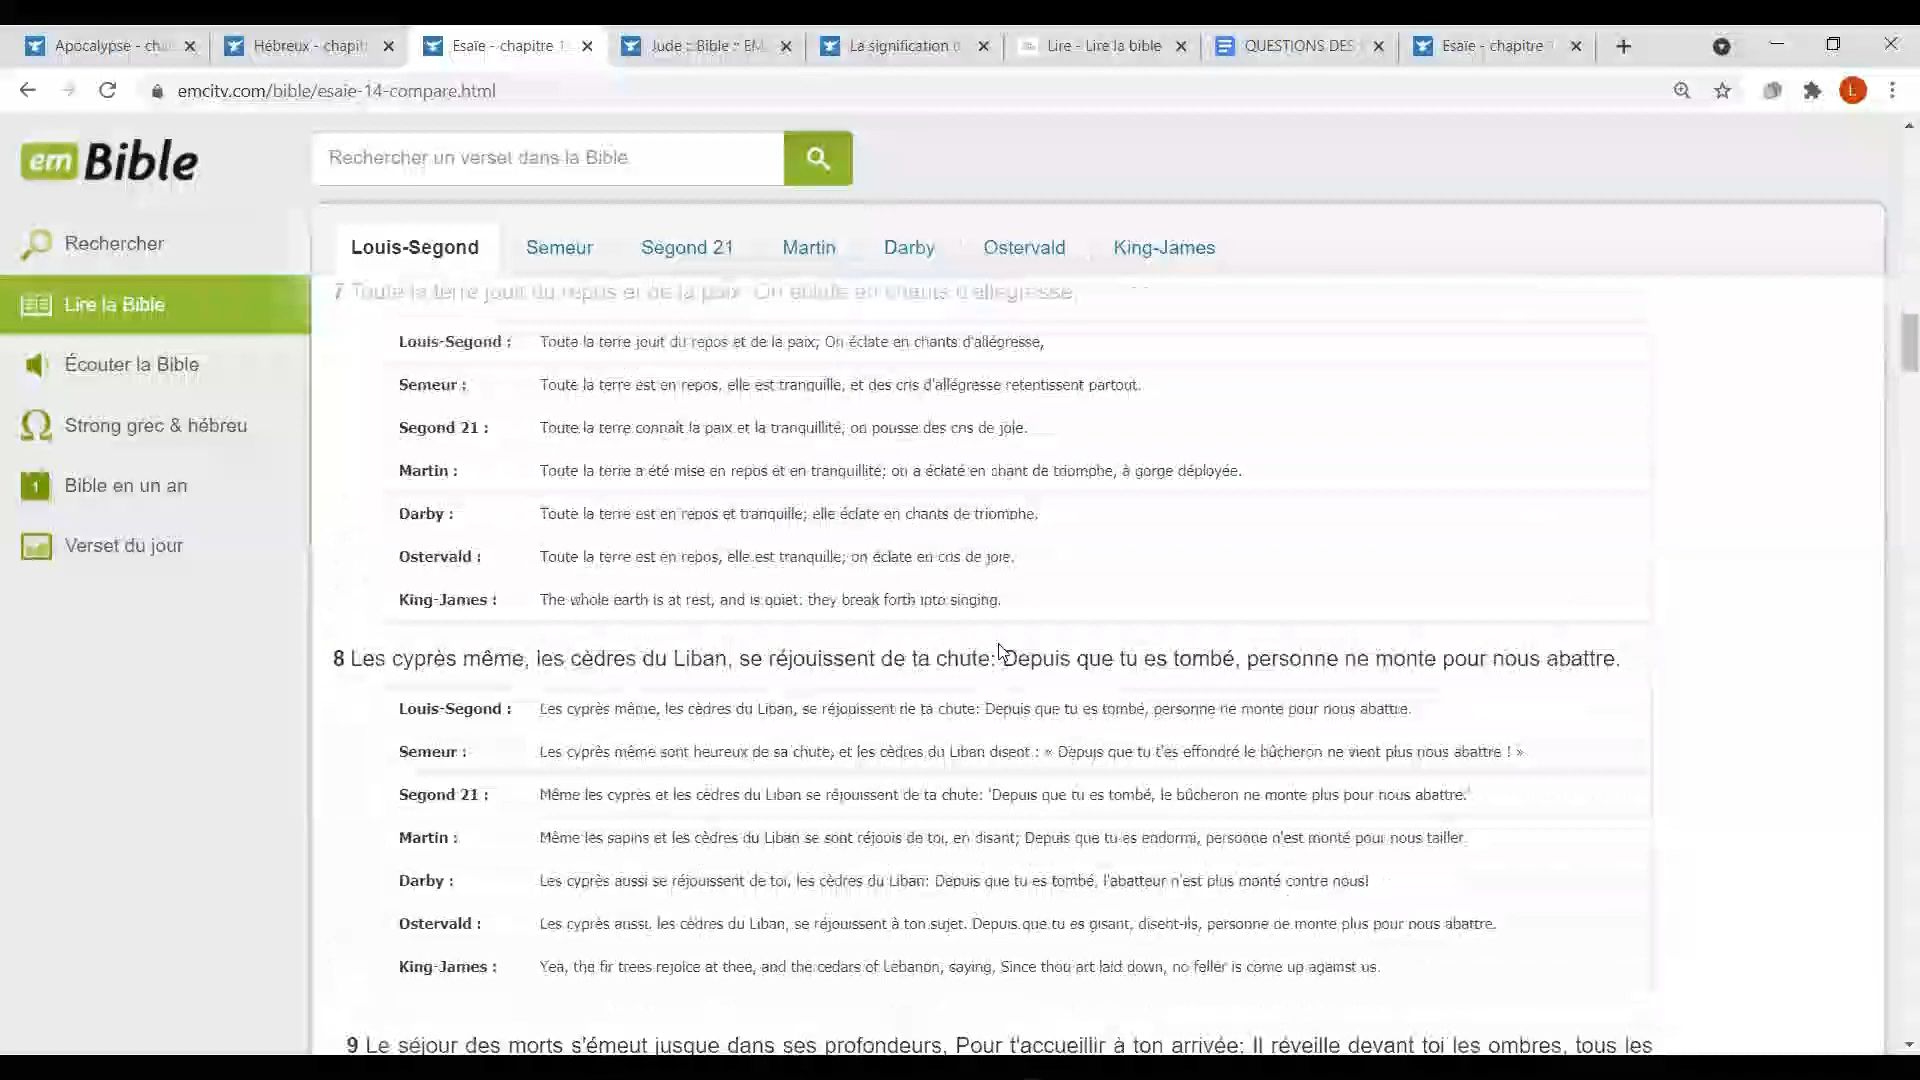 Apocalypse - cha
Hébreux - chapit
Esaïe - chapitre 1
Jude :: Bible :: EM
La signification d
Lire - Lire la bible
QUESTIONS DES
Esaïe - chapitre 1
emcitv.com/bible/esaie-14-compare.html
L
em Bible
Rechercher un verset dans la Bible
Rechercher
Lire la Bible
Écouter la Bible
Strong grec & hébreu
1 Bible en un an
Verset du jour
Louis-Segond Semeur Segond 21 Martin Darby Ostervald King-James
7 Toute la terre jouit du repos et de la paix; On éclate en chants d'allégresse,
Louis-Segond : Toute la terre jouit du repos et de la paix; On éclate en chants d'allégresse,
Semeur : Toute la terre est en repos, elle est tranquille, et des cris d'allégresse retentissent partout.
Segond 21 : Toute la terre connaît la paix et la tranquillité, on pousse des cris de joie.
Martin : Toute la terre a été mise en repos et en tranquillité; on a éclaté en chant de triomphe, à gorge déployée.
Darby : Toute la terre est en repos et tranquille; elle éclate en chants de triomphe.
Ostervald : Toute la terre est en repos, elle est tranquille; on éclate en cris de joie.
King-James : The whole earth is at rest, and is quiet: they break forth into singing.
8 Les cyprès même, les cèdres du Liban, se réjouissent de ta chute: Depuis que tu es tombé, personne ne monte pour nous abattre.
Louis-Segond : Les cyprès même, les cèdres du Liban, se réjouissent de ta chute: Depuis que tu es tombé, personne ne monte pour nous abattre.
Semeur : Les cyprès même sont heureux de sa chute, et les cèdres du Liban disent : « Depuis que tu t'es effondré le bûcheron ne vient plus nous abattre ! »
Segond 21 : Même les cyprès et les cèdres du Liban se réjouissent de ta chute: 'Depuis que tu es tombé, le bûcheron ne monte plus pour nous abattre.'
Martin : Même les sapins et les cèdres du Liban se sont réjouis de toi, en disant; Depuis que tu es endormi, personne n'est monté pour nous tailler.
Darby : Les cyprès aussi se réjouissent de toi, les cèdres du Liban: Depuis que tu es tombé, l'abatteur n'est plus monté contre nous!
Ostervald : Les cyprès aussi, les cèdres du Liban, se réjouissent à ton sujet. Depuis que tu es gisant, disent-ils, personne ne monte plus pour nous abattre.
King-James : Yea, the fir trees rejoice at thee, and the cedars of Lebanon, saying, Since thou art laid down, no feller is come up against us.
9 Le séjour des morts s'émeut jusque dans ses profondeurs, Pour t'accueillir à ton arrivée; Il réveille devant toi les ombres, tous les